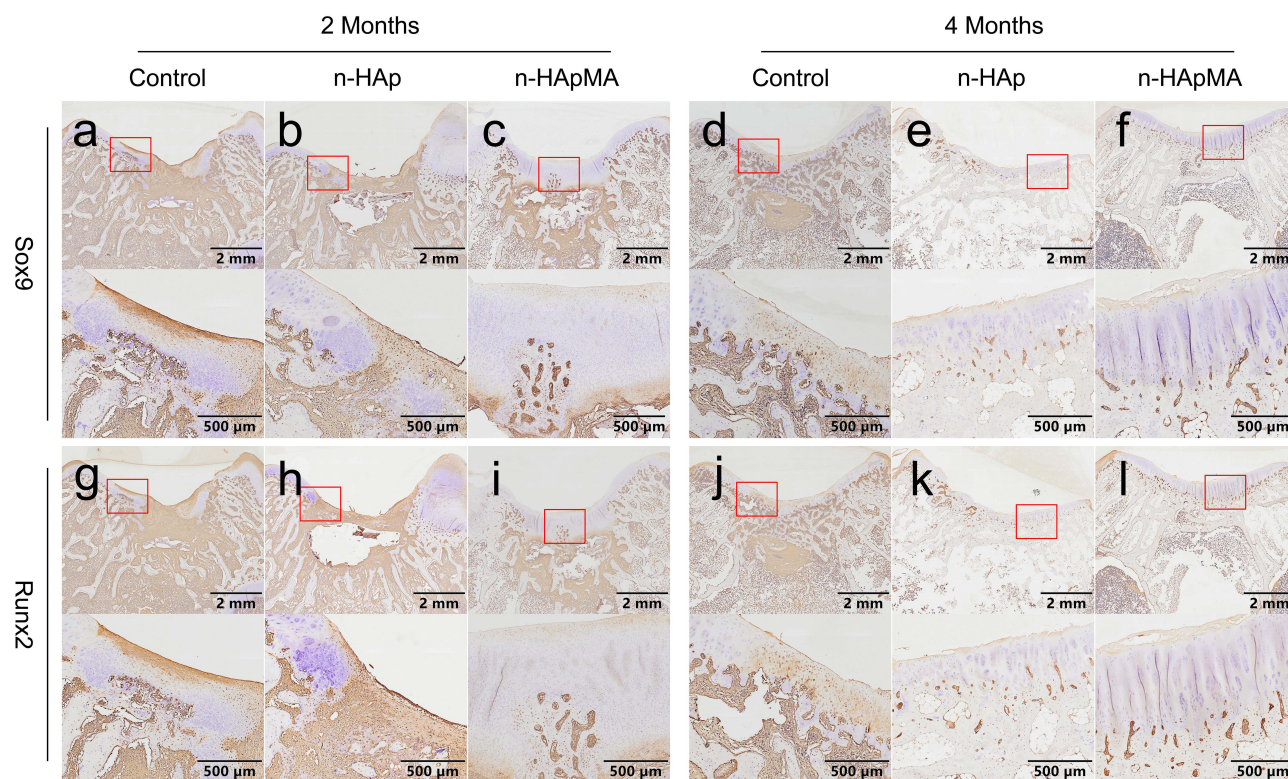 2 Months 4 Months
Control n-HAp n-HApMA Control n-HAp n-HApMA
Sox9
a b c d e f
2 mm 2 mm 2 mm 2 mm 2 mm 2 mm
500 µm 500 µm 500 µm 500 µm 500 µm 500 µm
Runx2
g h i j k l
2 mm 2 mm 2 mm 2 mm 2 mm 2 mm
500 µm 500 µm 500 µm 500 µm 500 µm 500 µm